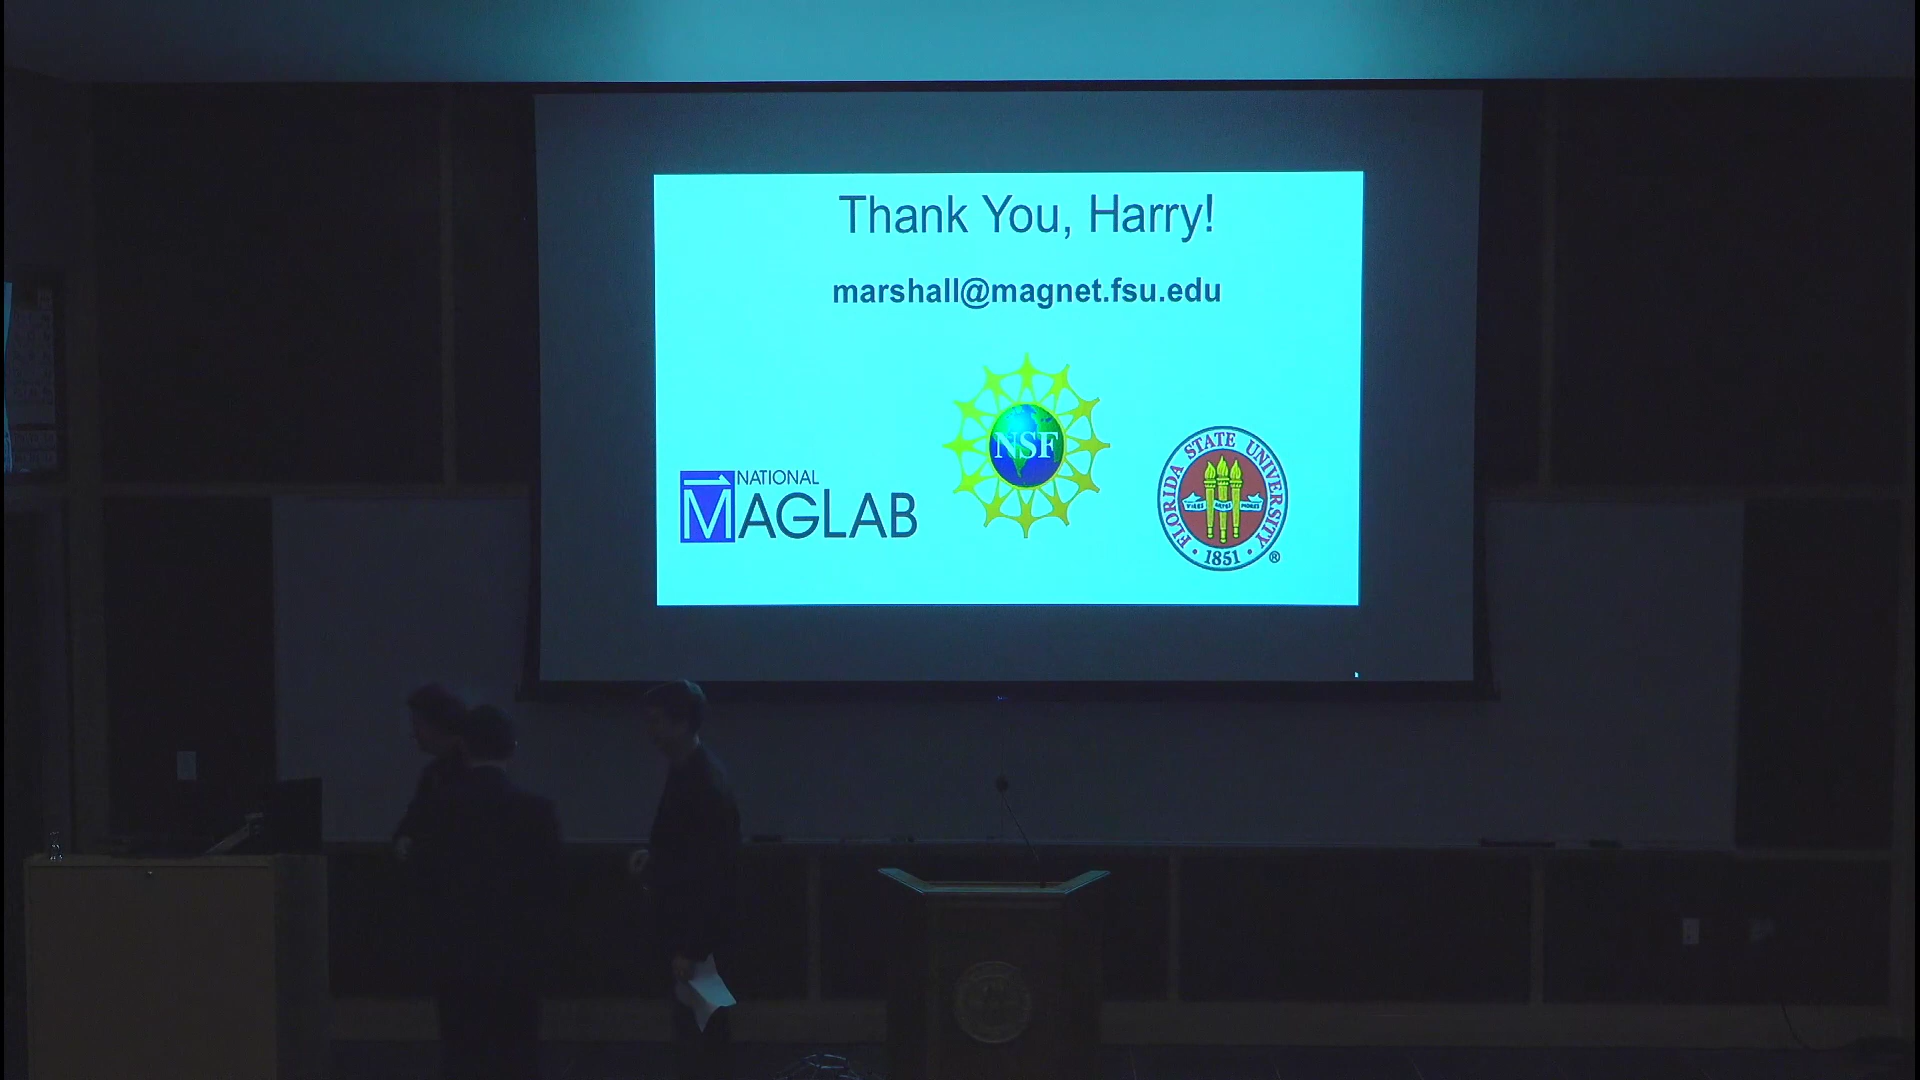 Thank You, Harry!
marshall@magnet.fsu.edu
NSF
NATIONAL
MAGLAB
FLORIDA STATE UNIVERSITY
1851
®